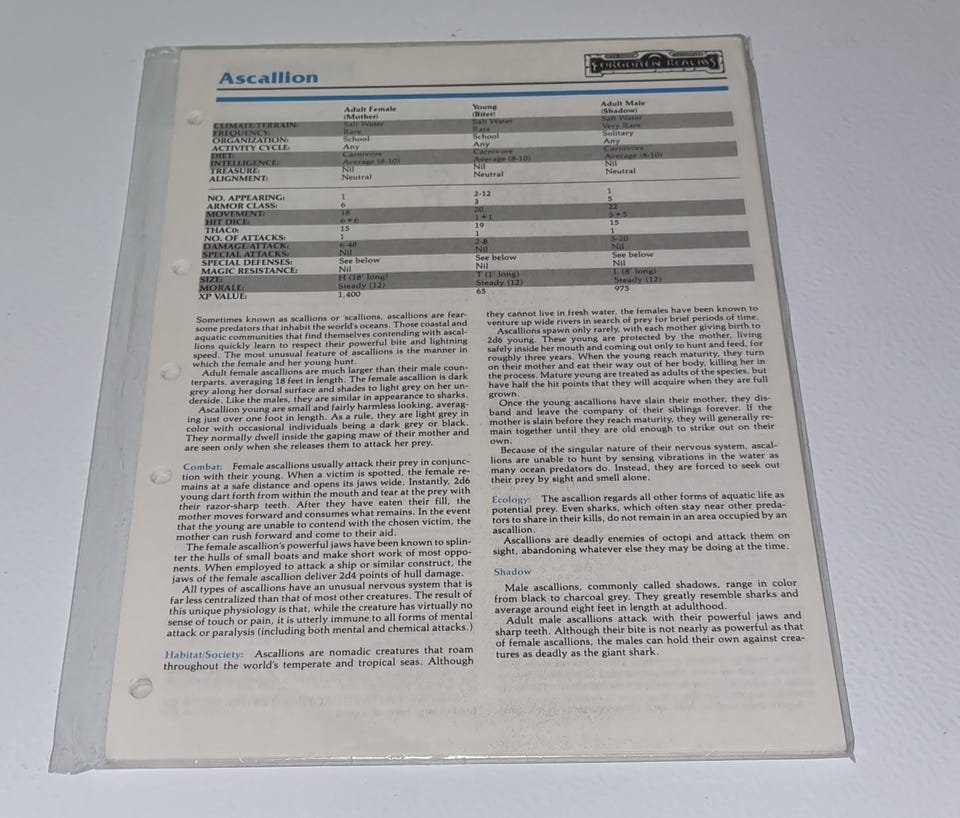 Ascallion
FORGOTTEN REALMS
Adult Female Young Adult Male
(Mother) (Biter) (Shadow)
CLIMATE/TERRAIN: Salt Water Salt Water Salt Water
FREQUENCY: Rare Rare Very Rare
ORGANIZATION: School School Solitary
ACTIVITY CYCLE: Any Any Any
DIET: Carnivore Carnivore Carnivore
INTELLIGENCE: Average (8-10) Average (8-10) Average (8-10)
TREASURE: Nil Nil Nil
ALIGNMENT: Neutral Neutral Neutral
NO. APPEARING: 1 2-12 1
ARMOR CLASS: 6 3 5
MOVEMENT: 18 20 22
HIT DICE: 6+6 1+1 5+5
THAC0: 15 19 15
NO. OF ATTACKS: 1 1 1
DAMAGE/ATTACK: 6-48 2-8 5-20
SPECIAL ATTACKS: Nil Nil Nil
SPECIAL DEFENSES: See below See below See below
MAGIC RESISTANCE: Nil Nil Nil
SIZE: H (18' long) T (1' long) L (8' long)
MORALE: Steady (12) Steady (12) Steady (12)
XP VALUE: 1,400 65 975
Sometimes known as scallions or 'scallions, ascallions are fear-
some predators that inhabit the world's oceans. Those coastal and
aquatic communities that find themselves contending with ascal-
lions quickly learn to respect their powerful bite and lightning
speed. The most unusual feature of ascallions is the manner in
which the female and her young hunt.
Adult female ascallions are much larger than their male coun-
terparts, averaging 18 feet in length. The female ascallion is dark
grey along her dorsal surface and shades to light grey on her un-
derside. Like the males, they are similar in appearance to sharks.
Ascallion young are small and fairly harmless looking, averag-
ing just over one foot in length. As a rule, they are light grey in
color with occasional individuals being a dark grey or black.
They normally dwell inside the gaping maw of their mother and
are seen only when she releases them to attack her prey.
Combat: Female ascallions usually attack their prey in conjunc-
tion with their young. When a victim is spotted, the female re-
mains at a safe distance and opens its jaws wide. Instantly, 2d6
young dart forth from within the mouth and tear at the prey with
their razor-sharp teeth. After they have eaten their fill, the
mother moves forward and consumes what remains. In the event
that the young are unable to contend with the chosen victim, the
mother can rush forward and come to their aid.
The female ascallion's powerful jaws have been known to splin-
ter the hulls of small boats and make short work of most oppo-
nents. When employed to attack a ship or similar construct, the
jaws of the female ascallion deliver 2d4 points of hull damage.
All types of ascallions have an unusual nervous system that is
far less centralized than that of most other creatures. The result of
this unique physiology is that, while the creature has virtually no
sense of touch or pain, it is utterly immune to all forms of mental
attack or paralysis (including both mental and chemical attacks.)
Habitat/Society: Ascallions are nomadic creatures that roam
throughout the world's temperate and tropical seas. Although
they cannot live in fresh water, the females have been known to
venture up wide rivers in search of prey for brief periods of time.
Ascallions spawn only rarely, with each mother giving birth to
2d6 young. These young are protected by the mother, living
safely inside her mouth and coming out only to hunt and feed, for
roughly three years. When the young reach maturity, they turn
on their mother and eat their way out of her body, killing her in
the process. Mature young are treated as adults of the species, but
have half the hit points that they will acquire when they are full
grown.
Once the young ascallions have slain their mother, they dis-
band and leave the company of their siblings forever. If the
mother is slain before they reach maturity, they will generally re-
main together until they are old enough to strike out on their
own.
Because of the singular nature of their nervous system, ascal-
lions are unable to hunt by sensing vibrations in the water as
many ocean predators do. Instead, they are forced to seek out
their prey by sight and smell alone.
Ecology: The ascallion regards all other forms of aquatic life as
potential prey. Even sharks, which often stay near other preda-
tors to share in their kills, do not remain in an area occupied by an
ascallion.
Ascallions are deadly enemies of octopi and attack them on
sight, abandoning whatever else they may be doing at the time.
Shadow
Male ascallions, commonly called shadows, range in color
from black to charcoal grey. They greatly resemble sharks and
average around eight feet in length at adulthood.
Adult male ascallions attack with their powerful jaws and
sharp teeth. Although their bite is not nearly as powerful as that
of female ascallions, the males can hold their own against crea-
tures as deadly as the giant shark.